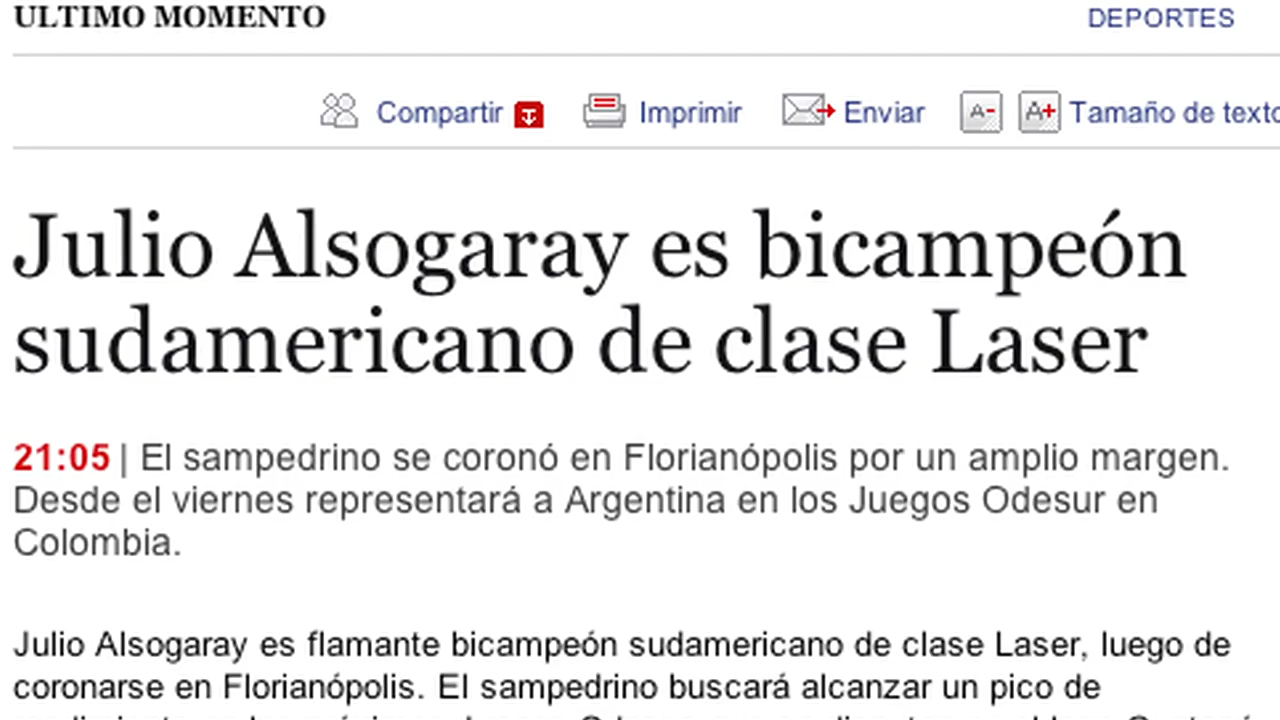 ULTIMO MOMENTO DEPORTES
Compartir Imprimir Enviar A- A+ Tamaño de texto
Julio Alsogaray es bicampeón
sudamericano de clase Laser
21:05 | El sampedrino se coronó en Florianópolis por un amplio margen.
Desde el viernes representará a Argentina en los Juegos Odesur en
Colombia.
Julio Alsogaray es flamante bicampeón sudamericano de clase Laser, luego de
coronarse en Florianópolis. El sampedrino buscará alcanzar un pico de